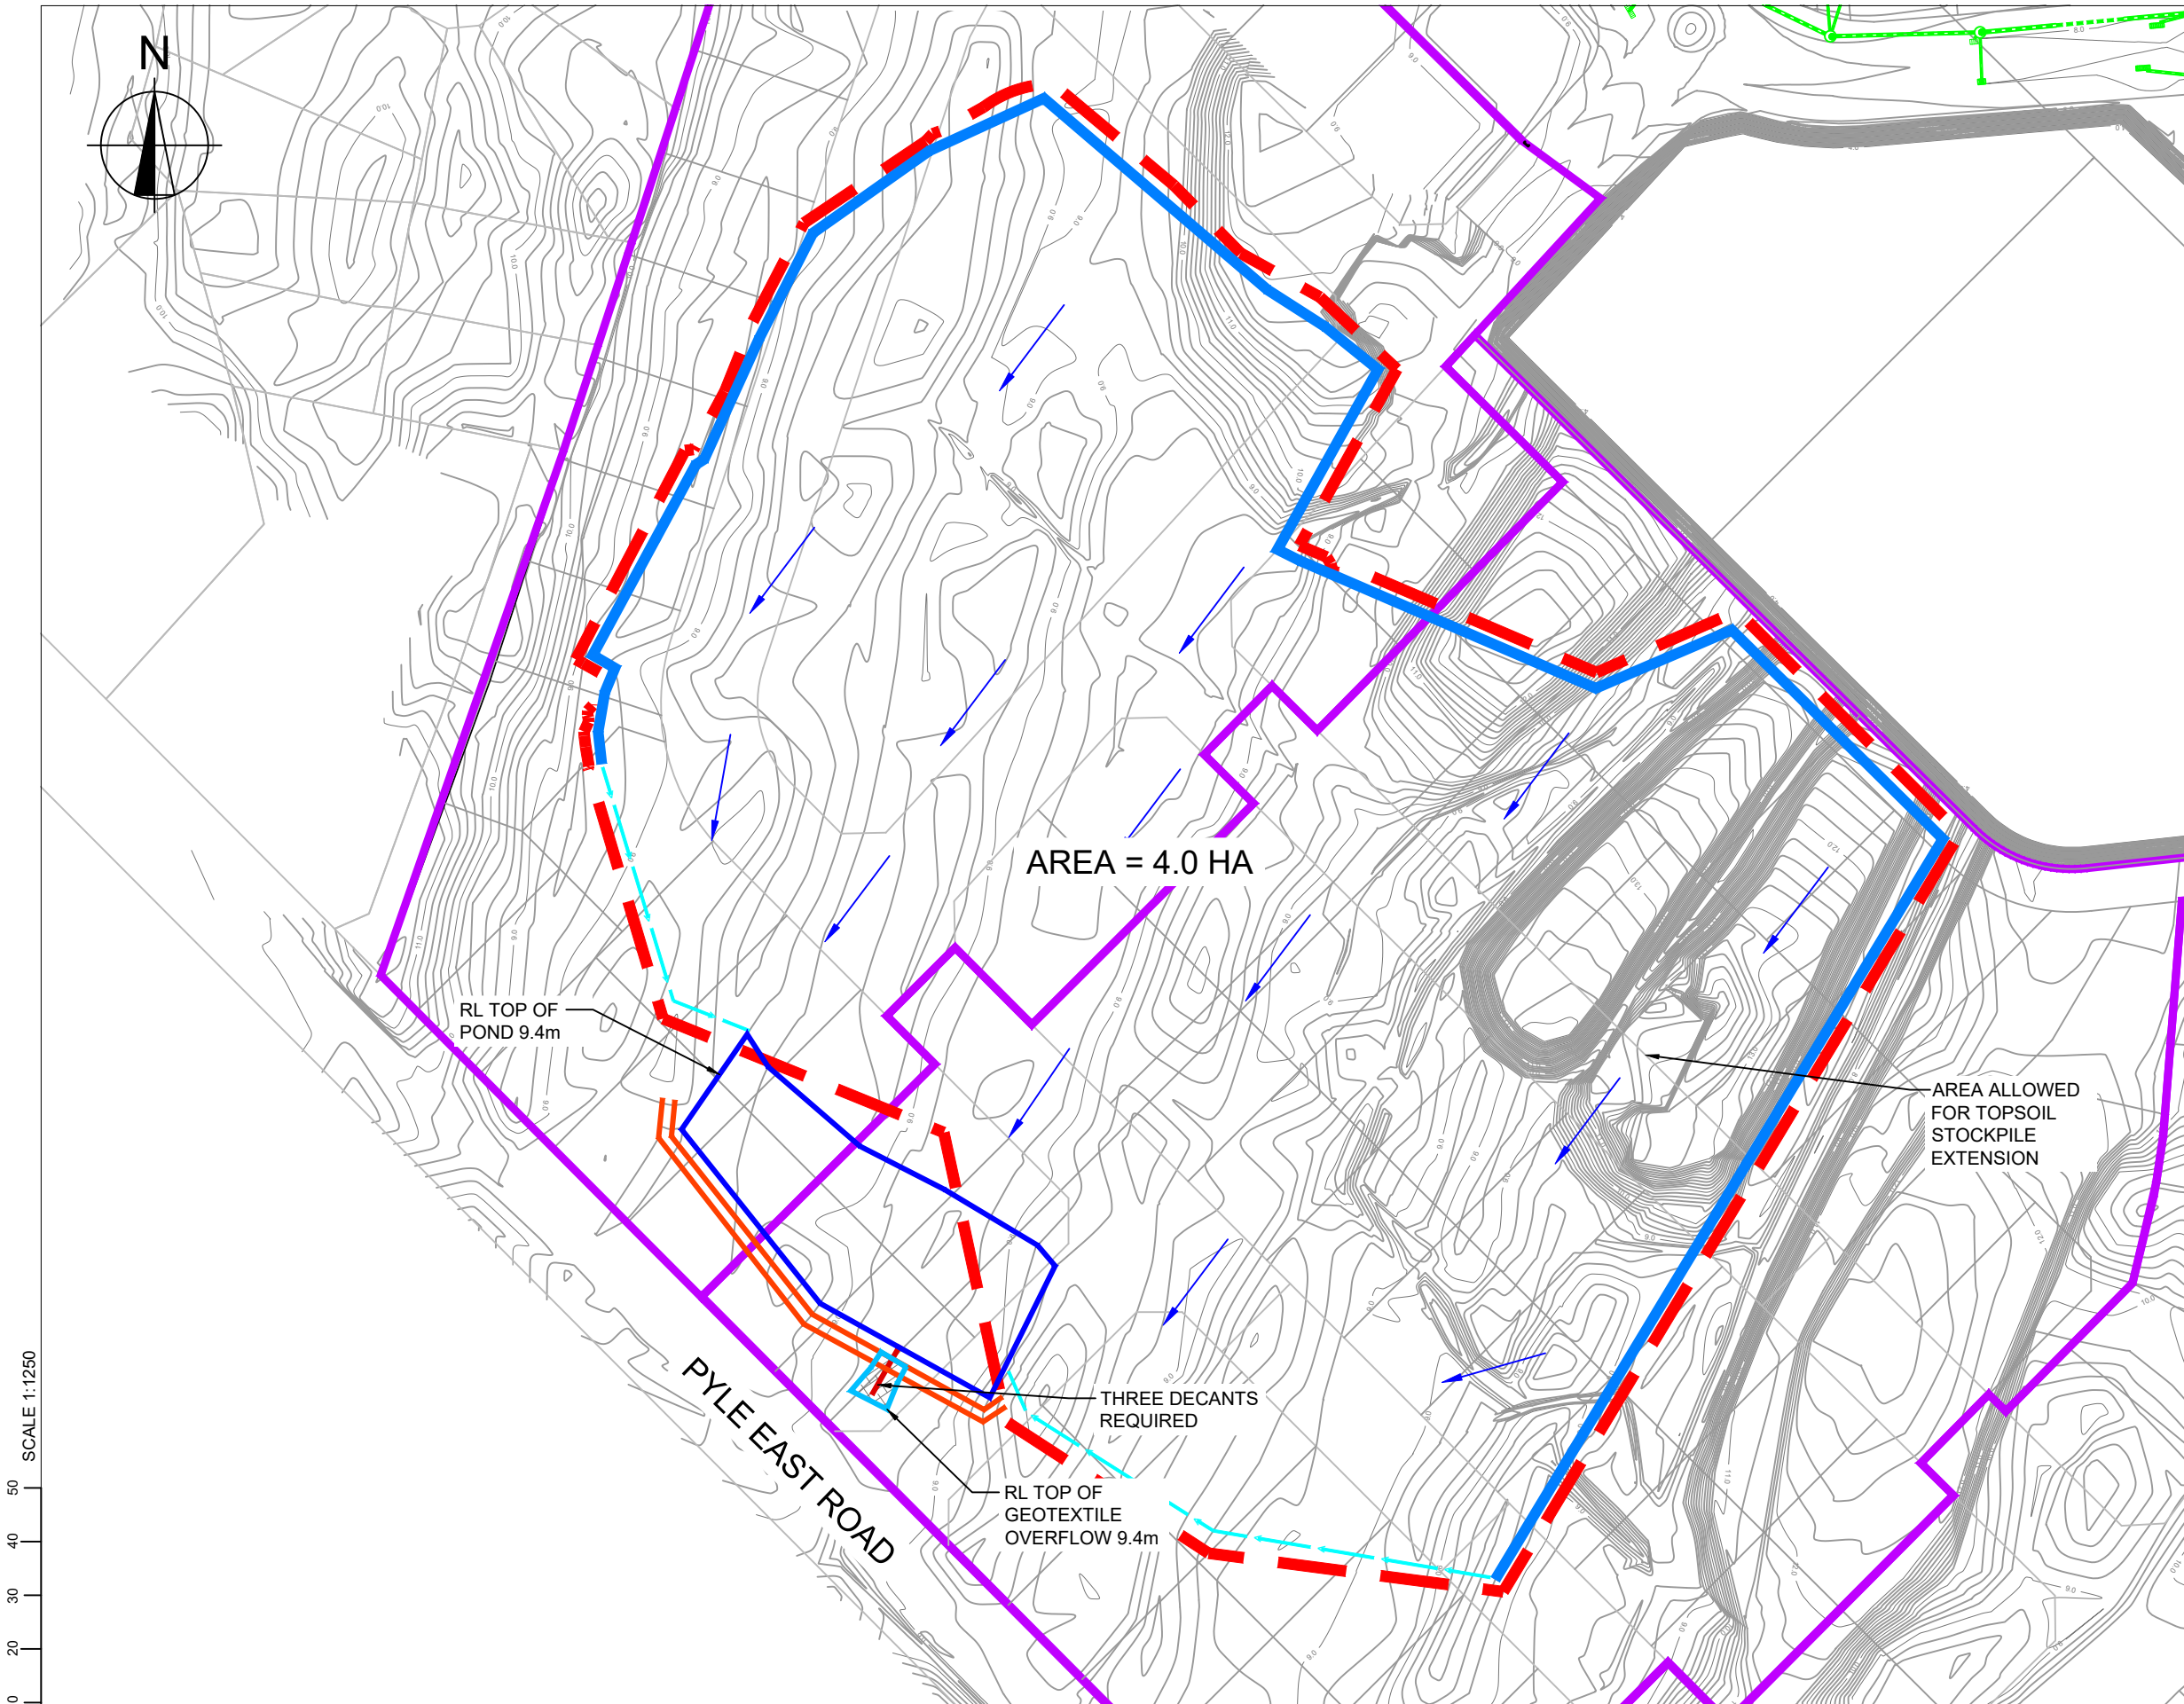 N
AREA = 4.0 HA
RL TOP OF
POND 9.4m
AREA ALLOWED
FOR TOPSOIL
STOCKPILE
EXTENSION
THREE DECANTS
REQUIRED
RL TOP OF
GEOTEXTILE
OVERFLOW 9.4m
PYLE EAST ROAD
SCALE 1:1250
50
40
30
20
0